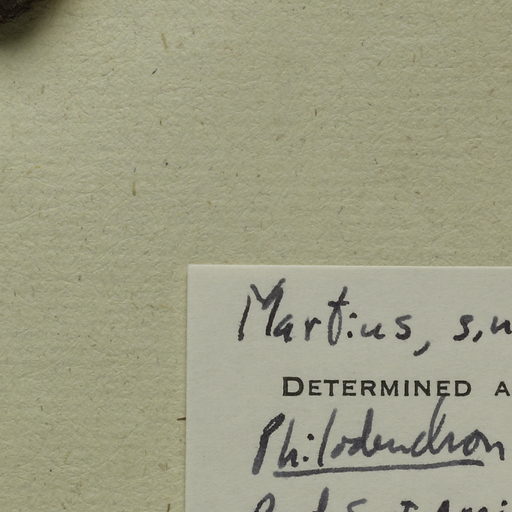 Martius, s.n
DETERMINED A
Philodendron